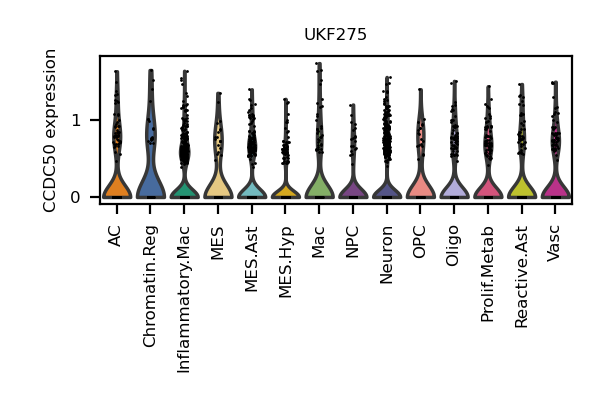 UKF275
CCDC50 expression
1
0
AC
Chromatin.Reg
Inflammatory.Mac
MES
MES.Ast
MES.Hyp
Mac
NPC
Neuron
OPC
Oligo
Prolif.Metab
Reactive.Ast
Vasc